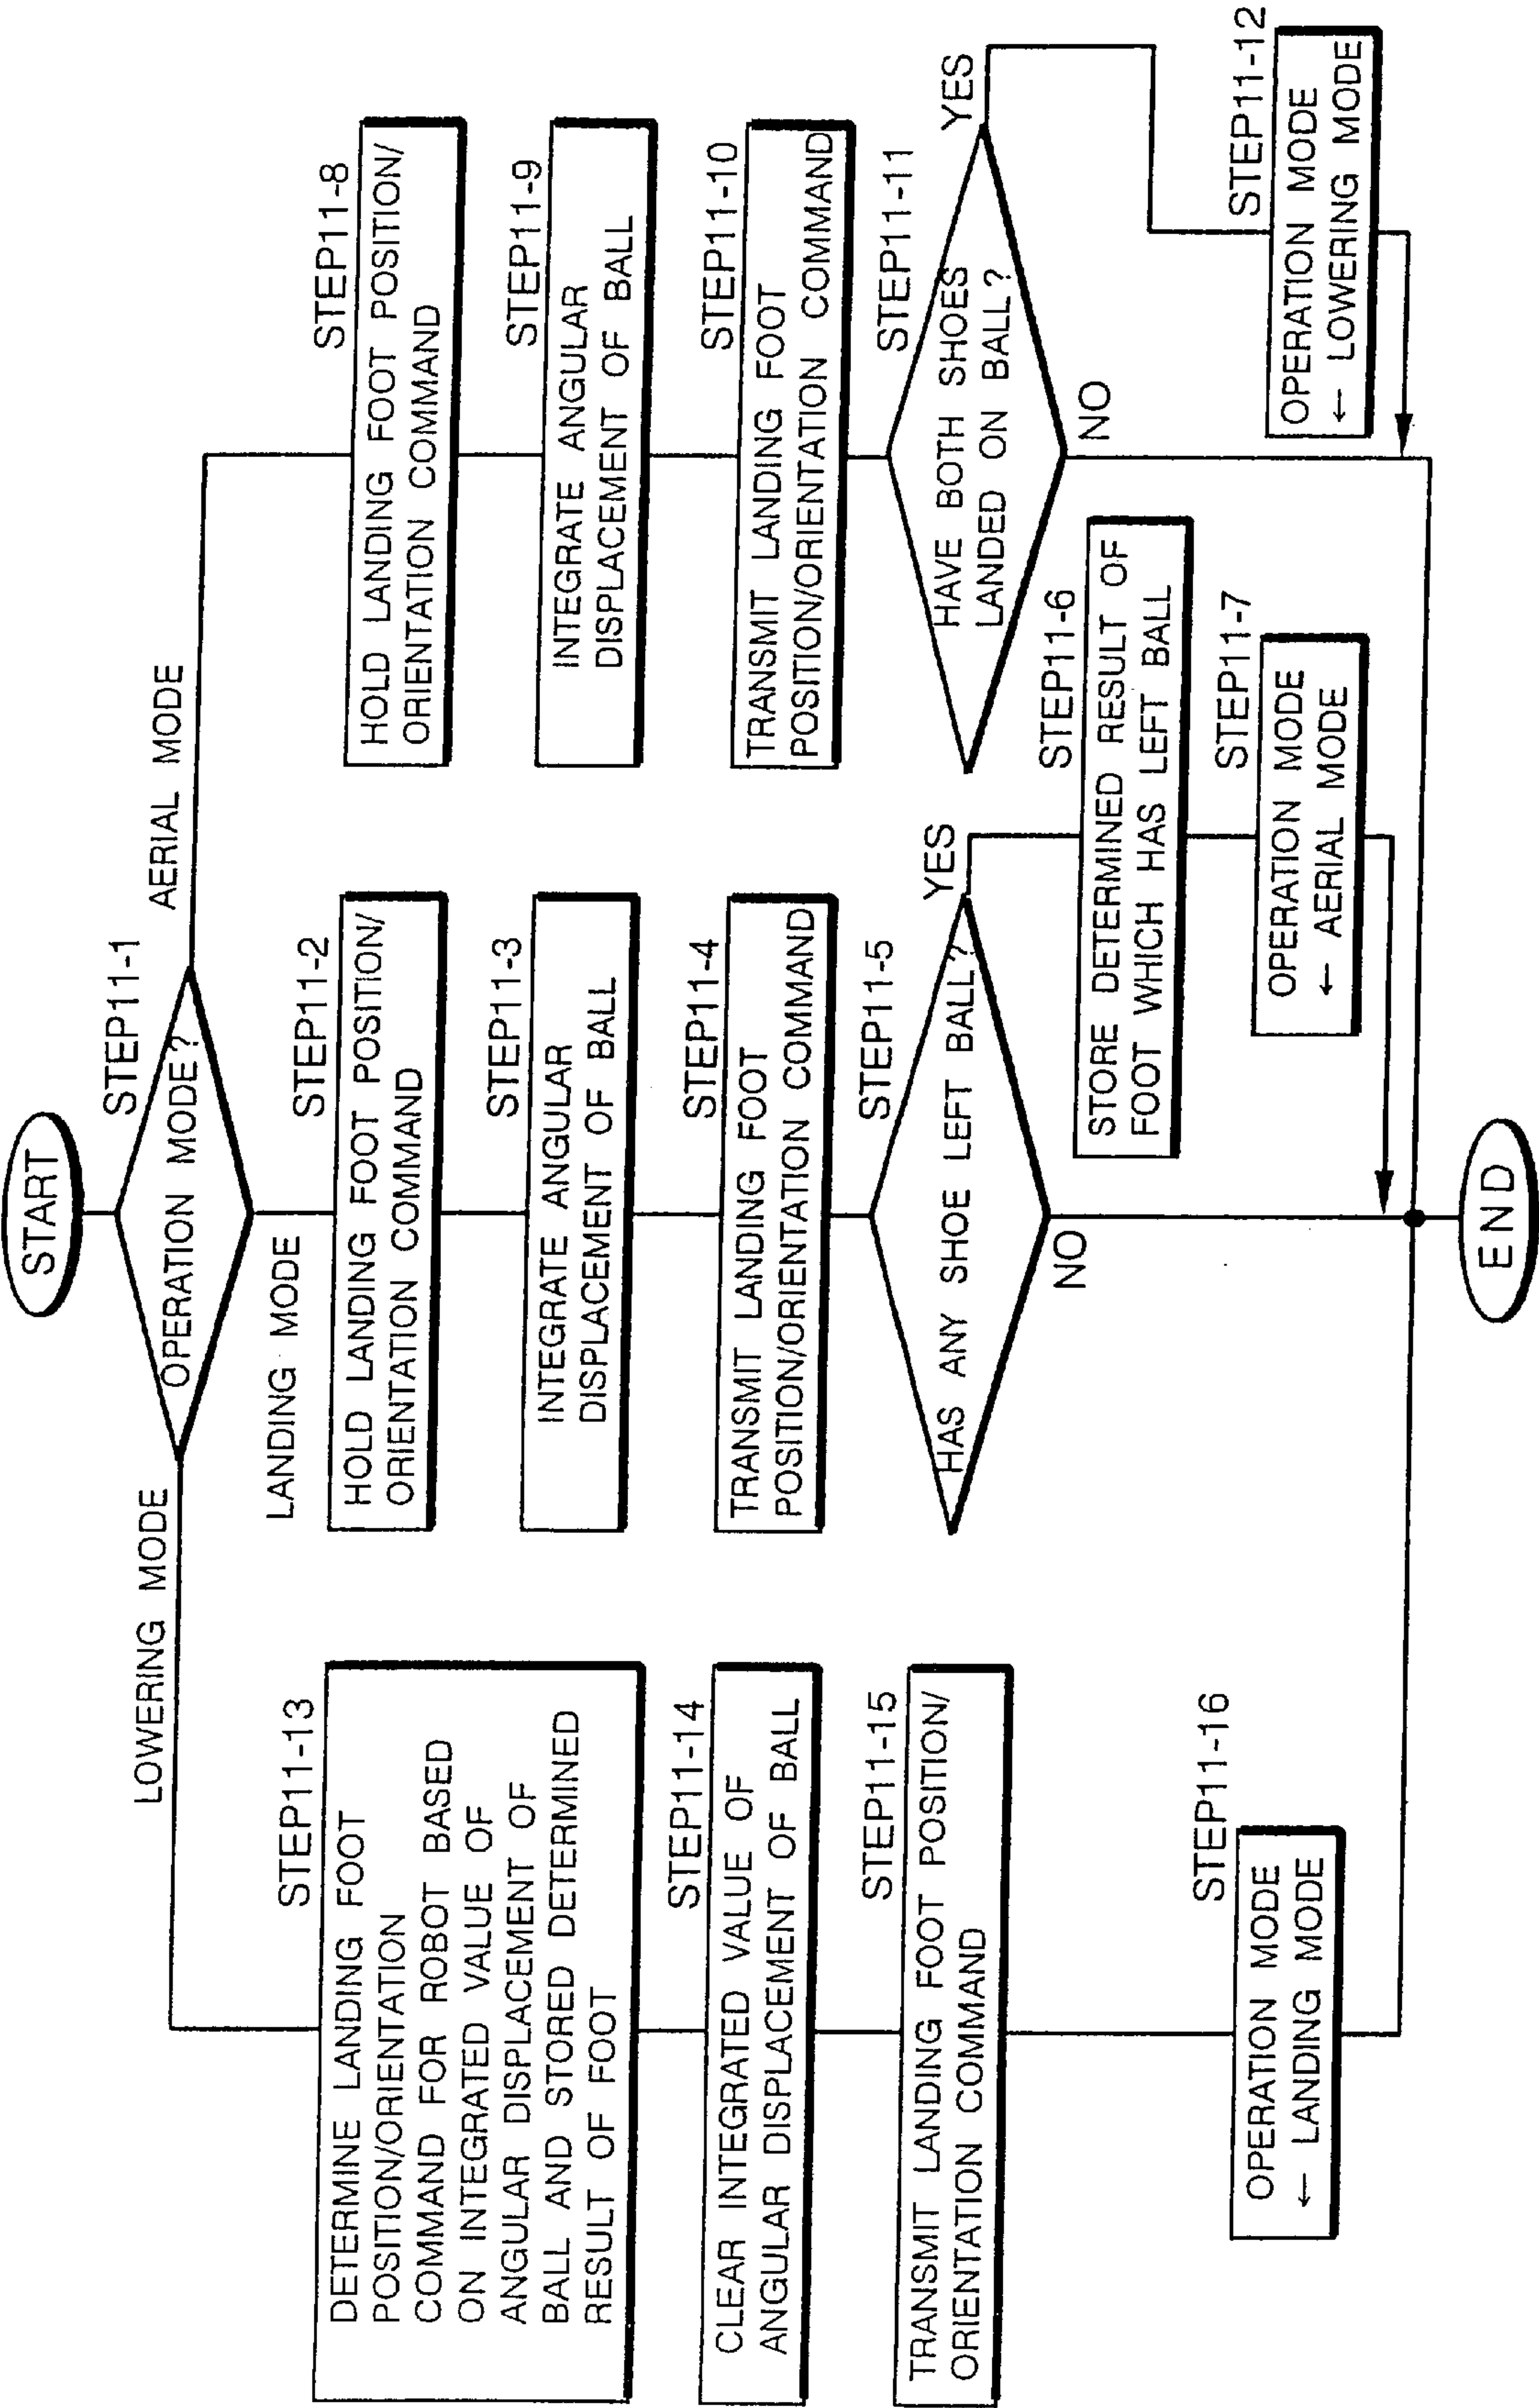 START
STEP11-1
OPERATION MODE?
LOWERING MODE
LANDING MODE
AERIAL MODE
STEP11-13
DETERMINE LANDING FOOT
POSITION/ORIENTATION
COMMAND FOR ROBOT BASED
ON INTEGRATED VALUE OF
ANGULAR DISPLACEMENT OF
BALL AND STORED DETERMINED
RESULT OF FOOT
STEP11-14
CLEAR INTEGRATED VALUE OF
ANGULAR DISPLACEMENT OF BALL
STEP11-15
TRANSMIT LANDING FOOT POSITION/
ORIENTATION COMMAND
STEP11-16
OPERATION MODE
← LANDING MODE
STEP11-2
HOLD LANDING FOOT POSITION/
ORIENTATION COMMAND
STEP11-3
INTEGRATE ANGULAR
DISPLACEMENT OF BALL
STEP11-4
TRANSMIT LANDING FOOT
POSITION/ORIENTATION COMMAND
STEP11-5
HAS ANY SHOE LEFT BALL?
YES
NO
STEP11-6
STORE DETERMINED RESULT OF
FOOT WHICH HAS LEFT BALL
STEP11-7
OPERATION MODE
← AERIAL MODE
STEP11-8
HOLD LANDING FOOT POSITION/
ORIENTATION COMMAND
STEP11-9
INTEGRATE ANGULAR
DISPLACEMENT OF BALL
STEP11-10
TRANSMIT LANDING FOOT
POSITION/ORIENTATION COMMAND
STEP11-11
HAVE BOTH SHOES
LANDED ON BALL?
YES
NO
STEP11-12
OPERATION MODE
← LOWERING MODE
END